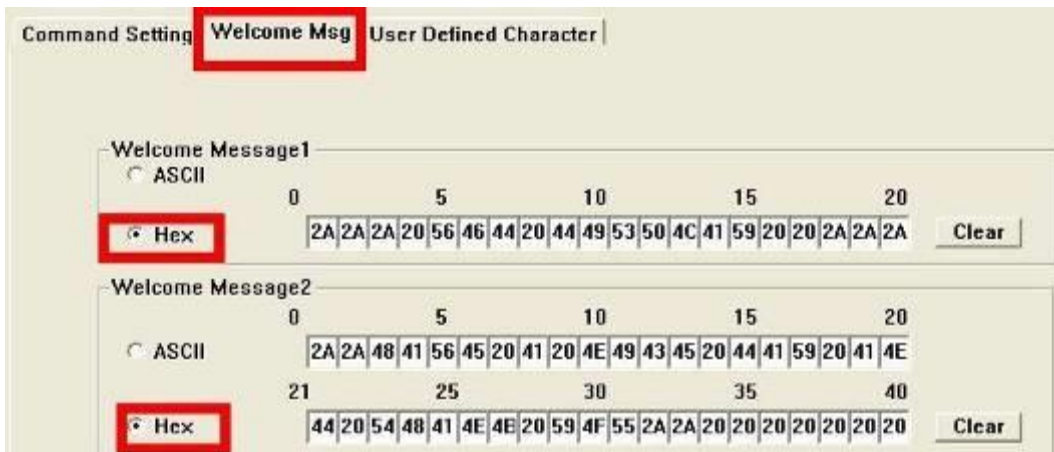 Command Setting Welcome Msg User Defined Character
Welcome Message1
ASCII
0 5 10 15 20
Hex 2A 2A 2A 20 56 46 44 20 44 49 53 50 4C 41 59 20 20 2A 2A 2A Clear
Welcome Message2
0 5 10 15 20
ASCII 2A 2A 48 41 56 45 20 41 20 4E 49 43 45 20 44 41 59 20 41 4E
21 25 30 35 40
Hex 44 20 54 48 41 4E 4B 20 59 4F 55 2A 2A 20 20 20 20 20 20 20 Clear